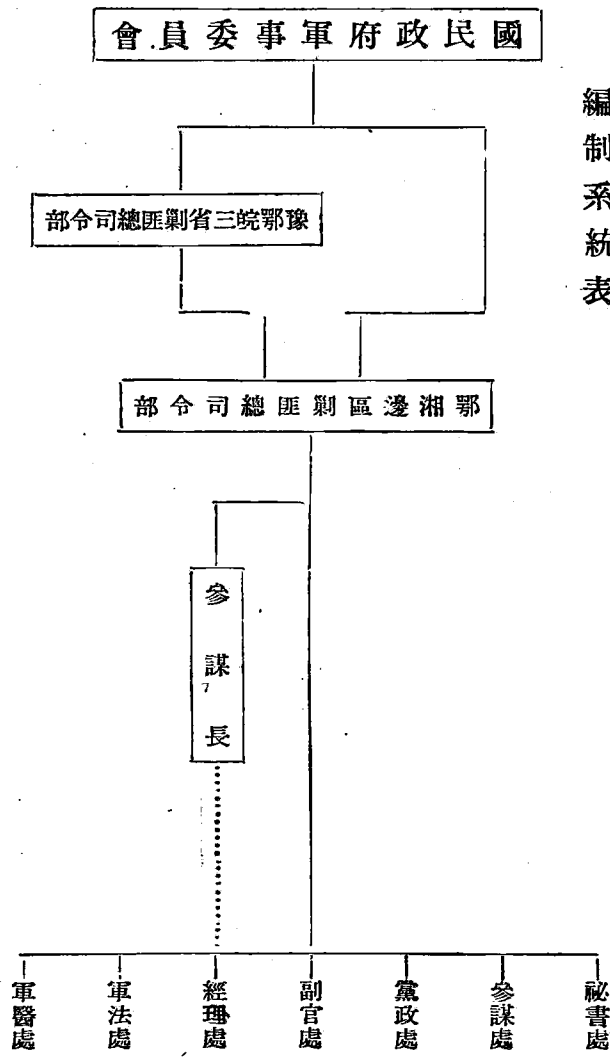 編制系統表
國民政府軍事委員會
豫鄂皖三省剿匪總司令部
鄂湘邊區剿匪總司令部
參謀長
祕書處
參謀處
黨政處
副官處
經理處
軍法處
軍醫處